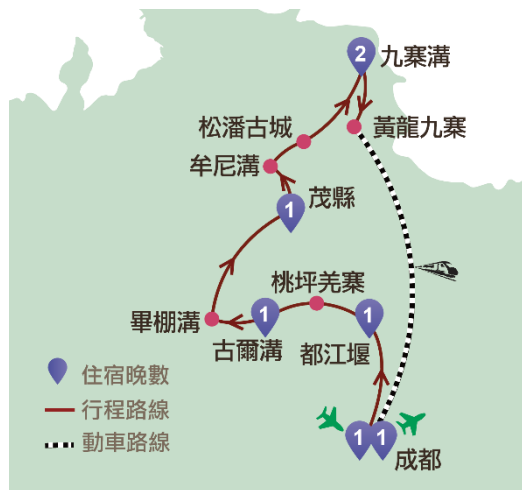 2
九寨溝
松潘古城
黃龍九寨
牟尼溝
1
茂縣
桃坪羌寨
畢棚溝
1
古爾溝
1
都江堰
住宿晚數
行程路線
動車路線
1
1
成都